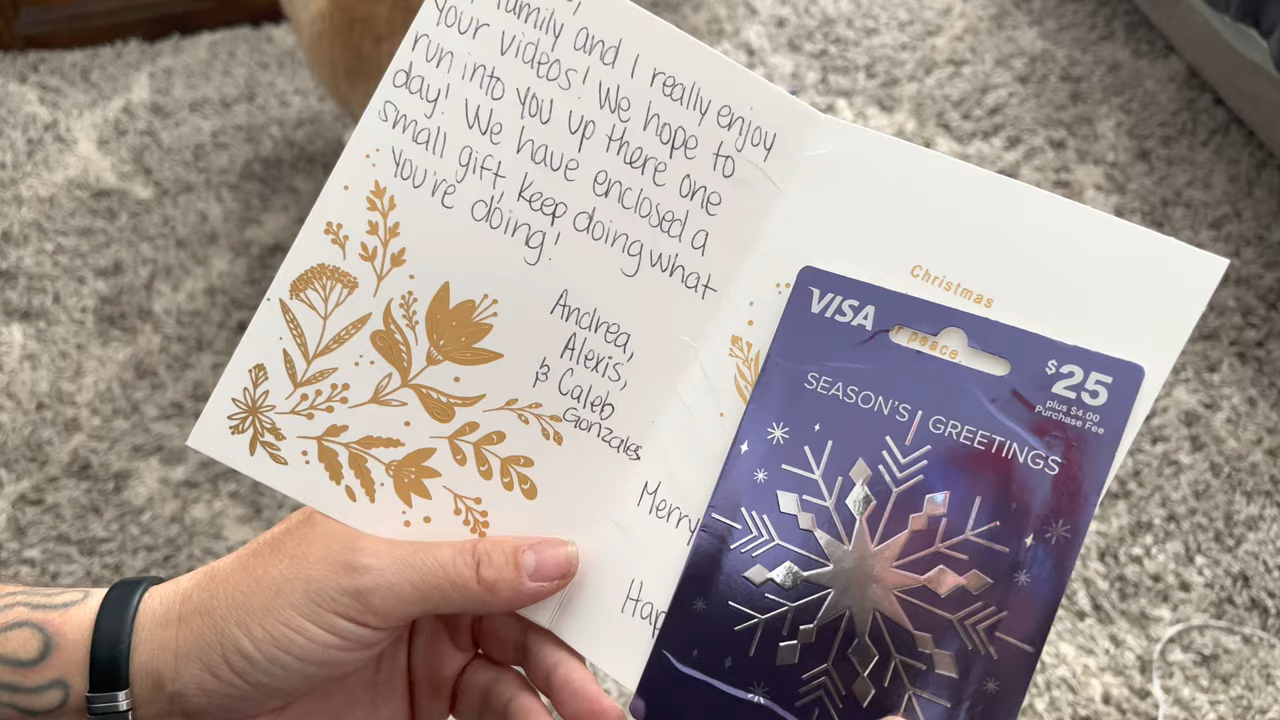 family and I really enjoy
your videos! We hope to
run into you up there one
day! We have enclosed a
small gift, keep doing what
you're doing!
Andrea,
Alexis,
& Caleb
Gonzales
Merry
Hap
Christmas
r peace
VISA
$25
plus $4.00
Purchase Fee
SEASON'S GREETINGS